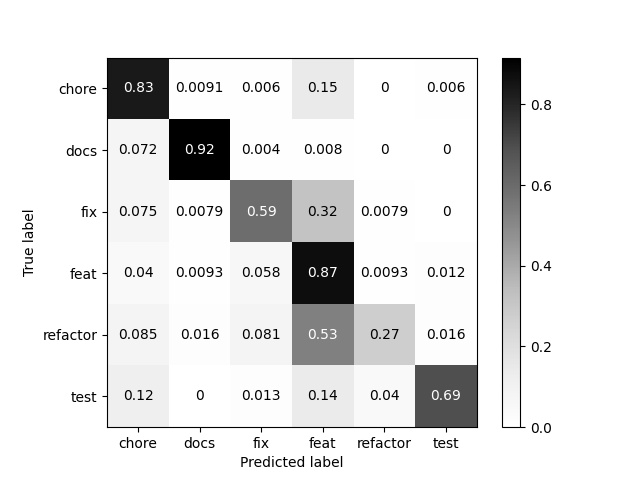 chore 0.83 0.0091 0.006 0.15 0 0.006
docs 0.072 0.92 0.004 0.008 0 0
fix 0.075 0.0079 0.59 0.32 0.0079 0
feat 0.04 0.0093 0.058 0.87 0.0093 0.012
refactor 0.085 0.016 0.081 0.53 0.27 0.016
test 0.12 0 0.013 0.14 0.04 0.69
chore docs fix feat refactor test
Predicted label
True label
0.8
0.6
0.4
0.2
0.0